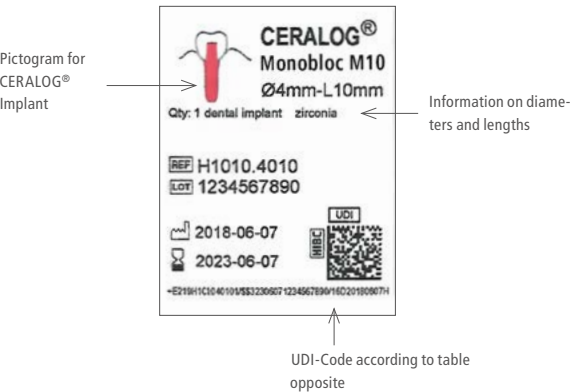 Pictogram for
CERALOG®
Implant
CERALOG®
Monobloc M10
Ø4mm-L10mm
Qty: 1 dental implant zirconia
Information on diame-
ters and lengths
REF H1010.4010
LOT 1234567890
2018-06-07
2023-06-07
UDI
HIBC
UDI-Code according to table
opposite